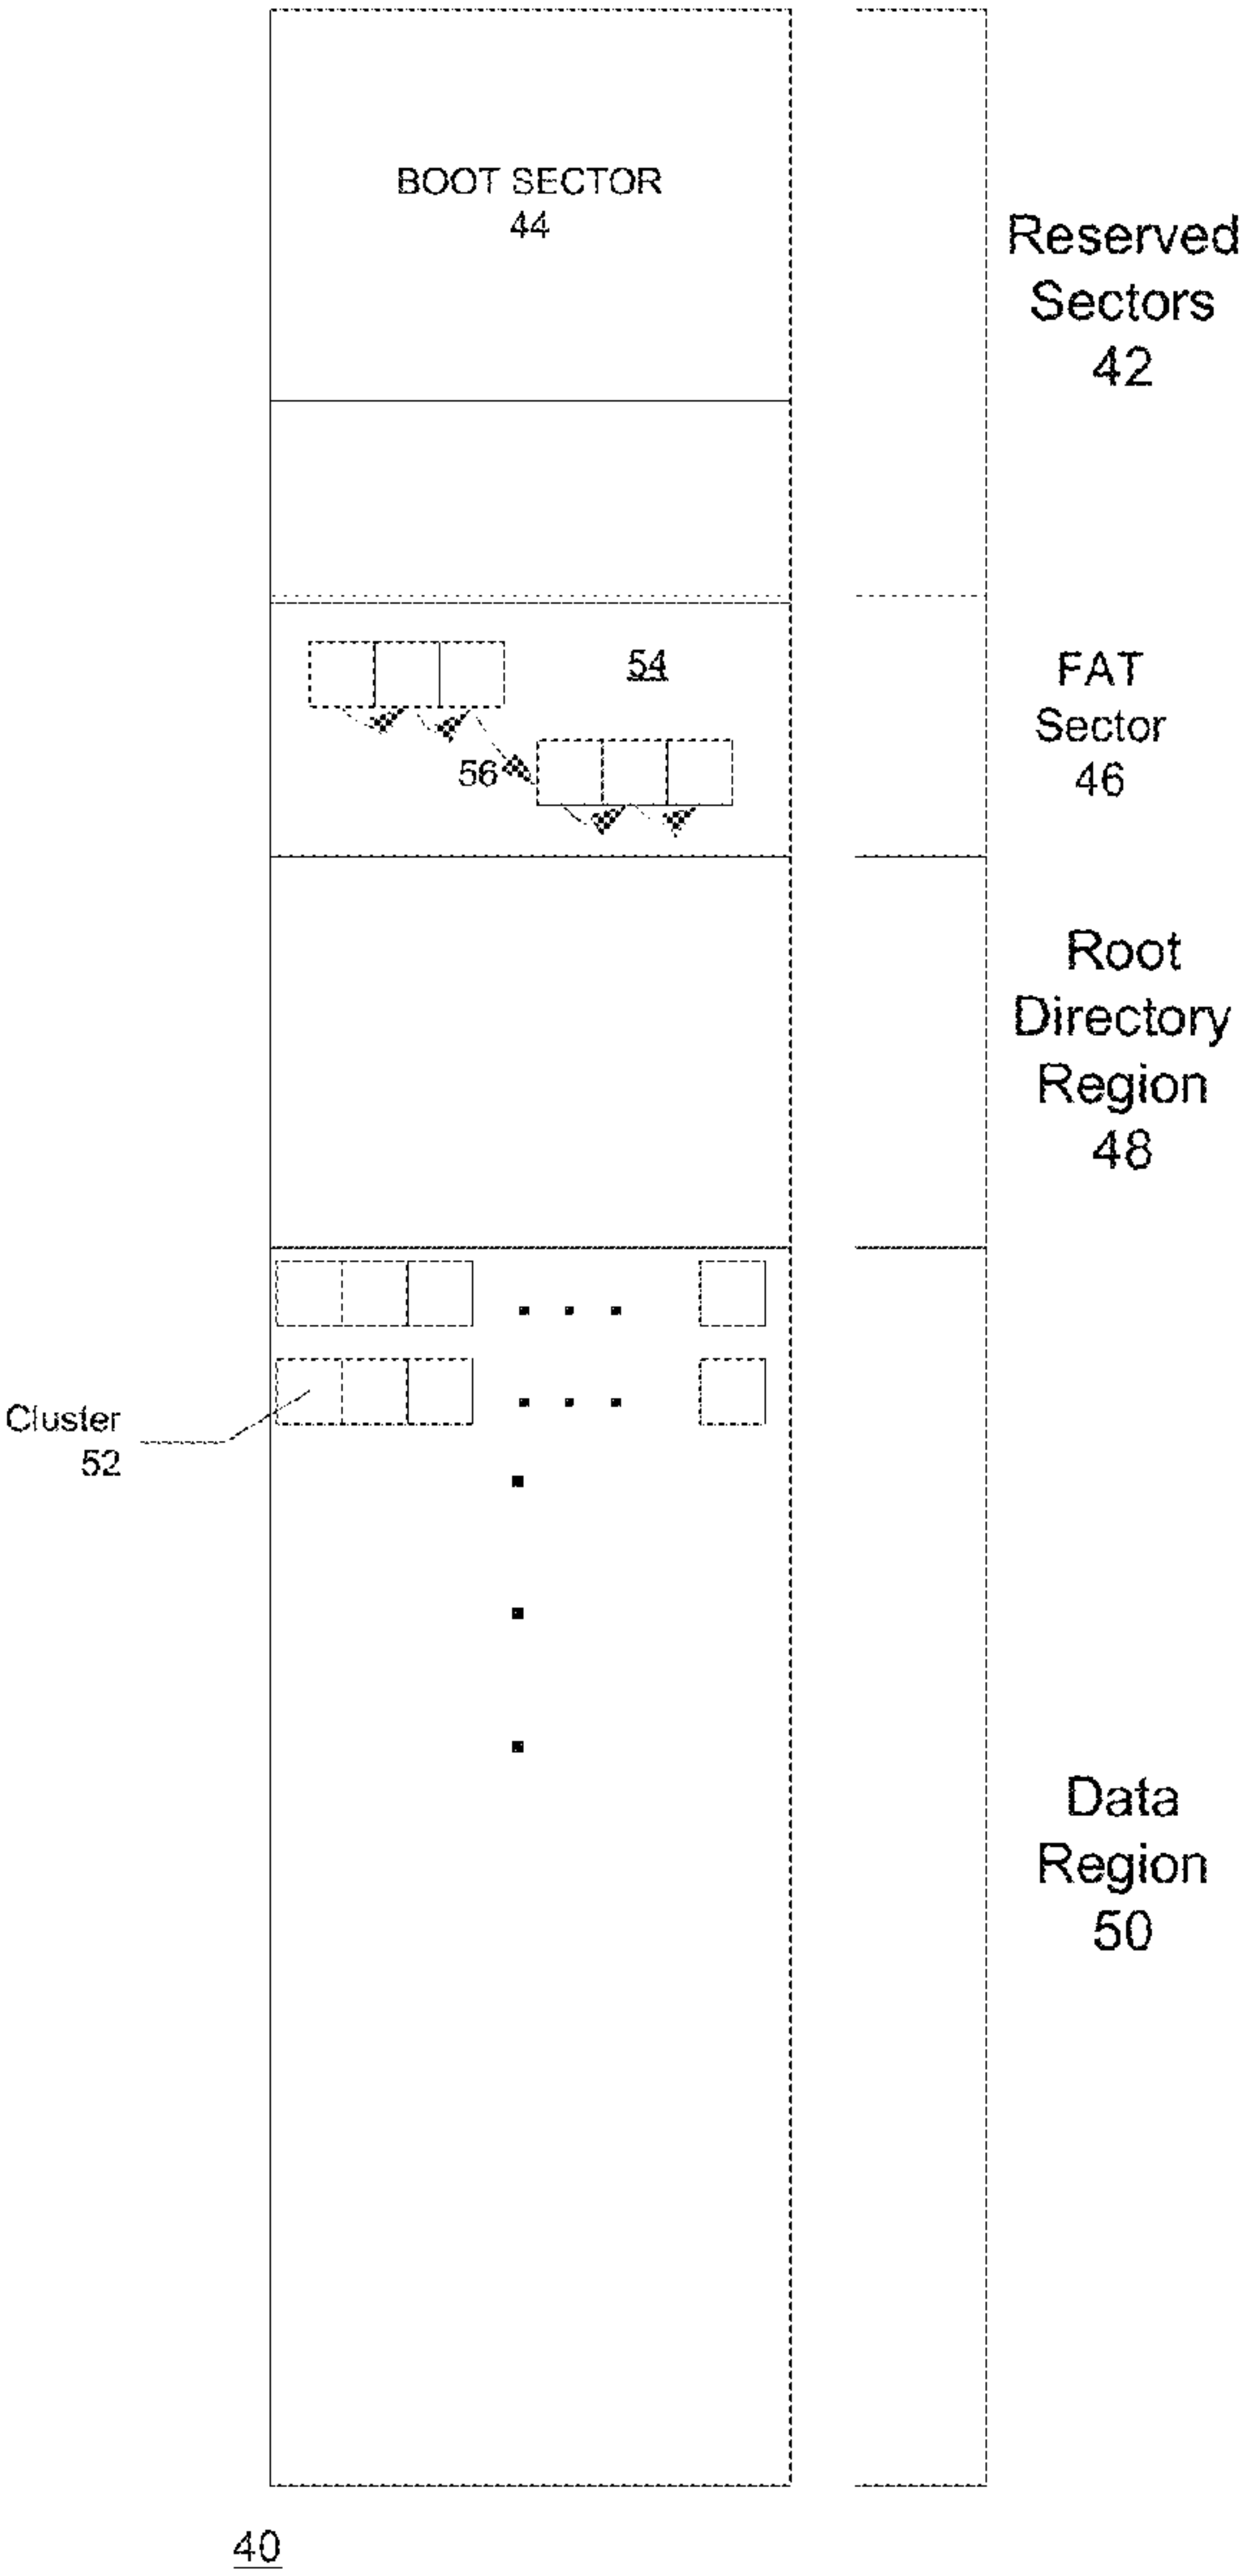 BOOT SECTOR
44
Reserved
Sectors
42
54
56
FAT
Sector
46
Root
Directory
Region
48
Cluster
52
Data
Region
50
40